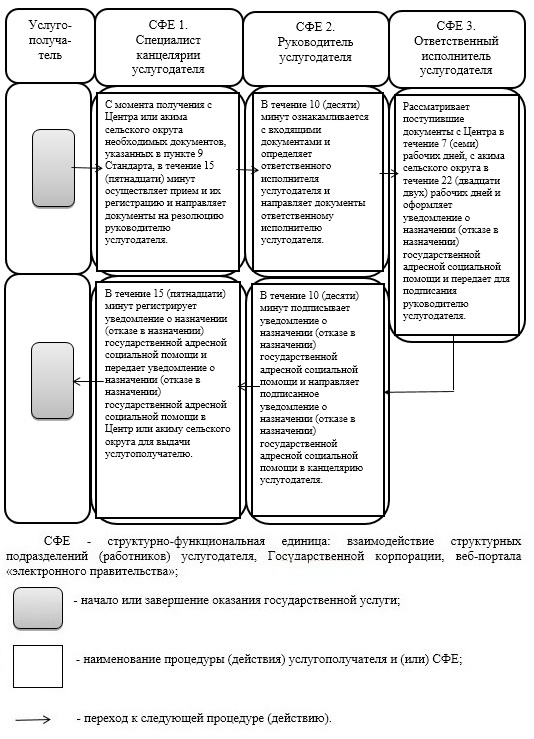 Услуго-
получа-
тель
СФЕ 1.
Специалист
канцелярии
услугодателя
СФЕ 2.
Руководитель
услугодателя
СФЕ 3.
Ответственный
исполнитель
услугодателя
С момента получения с
Центра или акима
сельского округа
необходимых документов,
указанных в пункте 9
Стандарта, в течение 15
(пятнадцати) минут
осуществляет прием и их
регистрацию и направляет
документы на резолюцию
руководителю
услугодателя.
В течение 10 (десяти)
минут ознакамливается
с входящими
документами и
определяет
ответственного
исполнителя
услугодателя и
направляет документы
ответственному
исполнителю
услугодателя.
Рассматривает
поступившие
документы с Центра в
течение 7 (семи)
рабочих дней, с акима
сельского округа в
течение 22 (двадцати
двух) рабочих дней и
оформляет
уведомление о
назначении (отказе в
назначении)
государственной
адресной социальной
помощи и передает для
подписания
руководителю
услугодателя.
В течение 15 (пятнадцати)
минут регистрирует
уведомление о назначении
(отказе в назначении)
государственной адресной
социальной помощи и
передает уведомление о
назначении (отказе в
назначении)
государственной адресной
социальной помощи в
Центр или акиму сельского
округа для выдачи
услугополучателю.
В течение 10 (десяти)
минут подписывает
уведомление о
назначении (отказе в
назначении)
государственной
адресной социальной
помощи и направляет
подписанное
уведомление о
назначении (отказе в
назначении)
государственной
адресной социальной
помощи в канцелярию
услугодателя.
СФЕ - структурно-функциональная единица: взаимодействие структурных
подразделений (работников) услугодателя, Государственной корпорации, веб-портала
«электронного правительства»;
- начало или завершение оказания государственной услуги;
- наименование процедуры (действия) услугополучателя и (или) СФЕ;
- переход к следующей процедуре (действию).